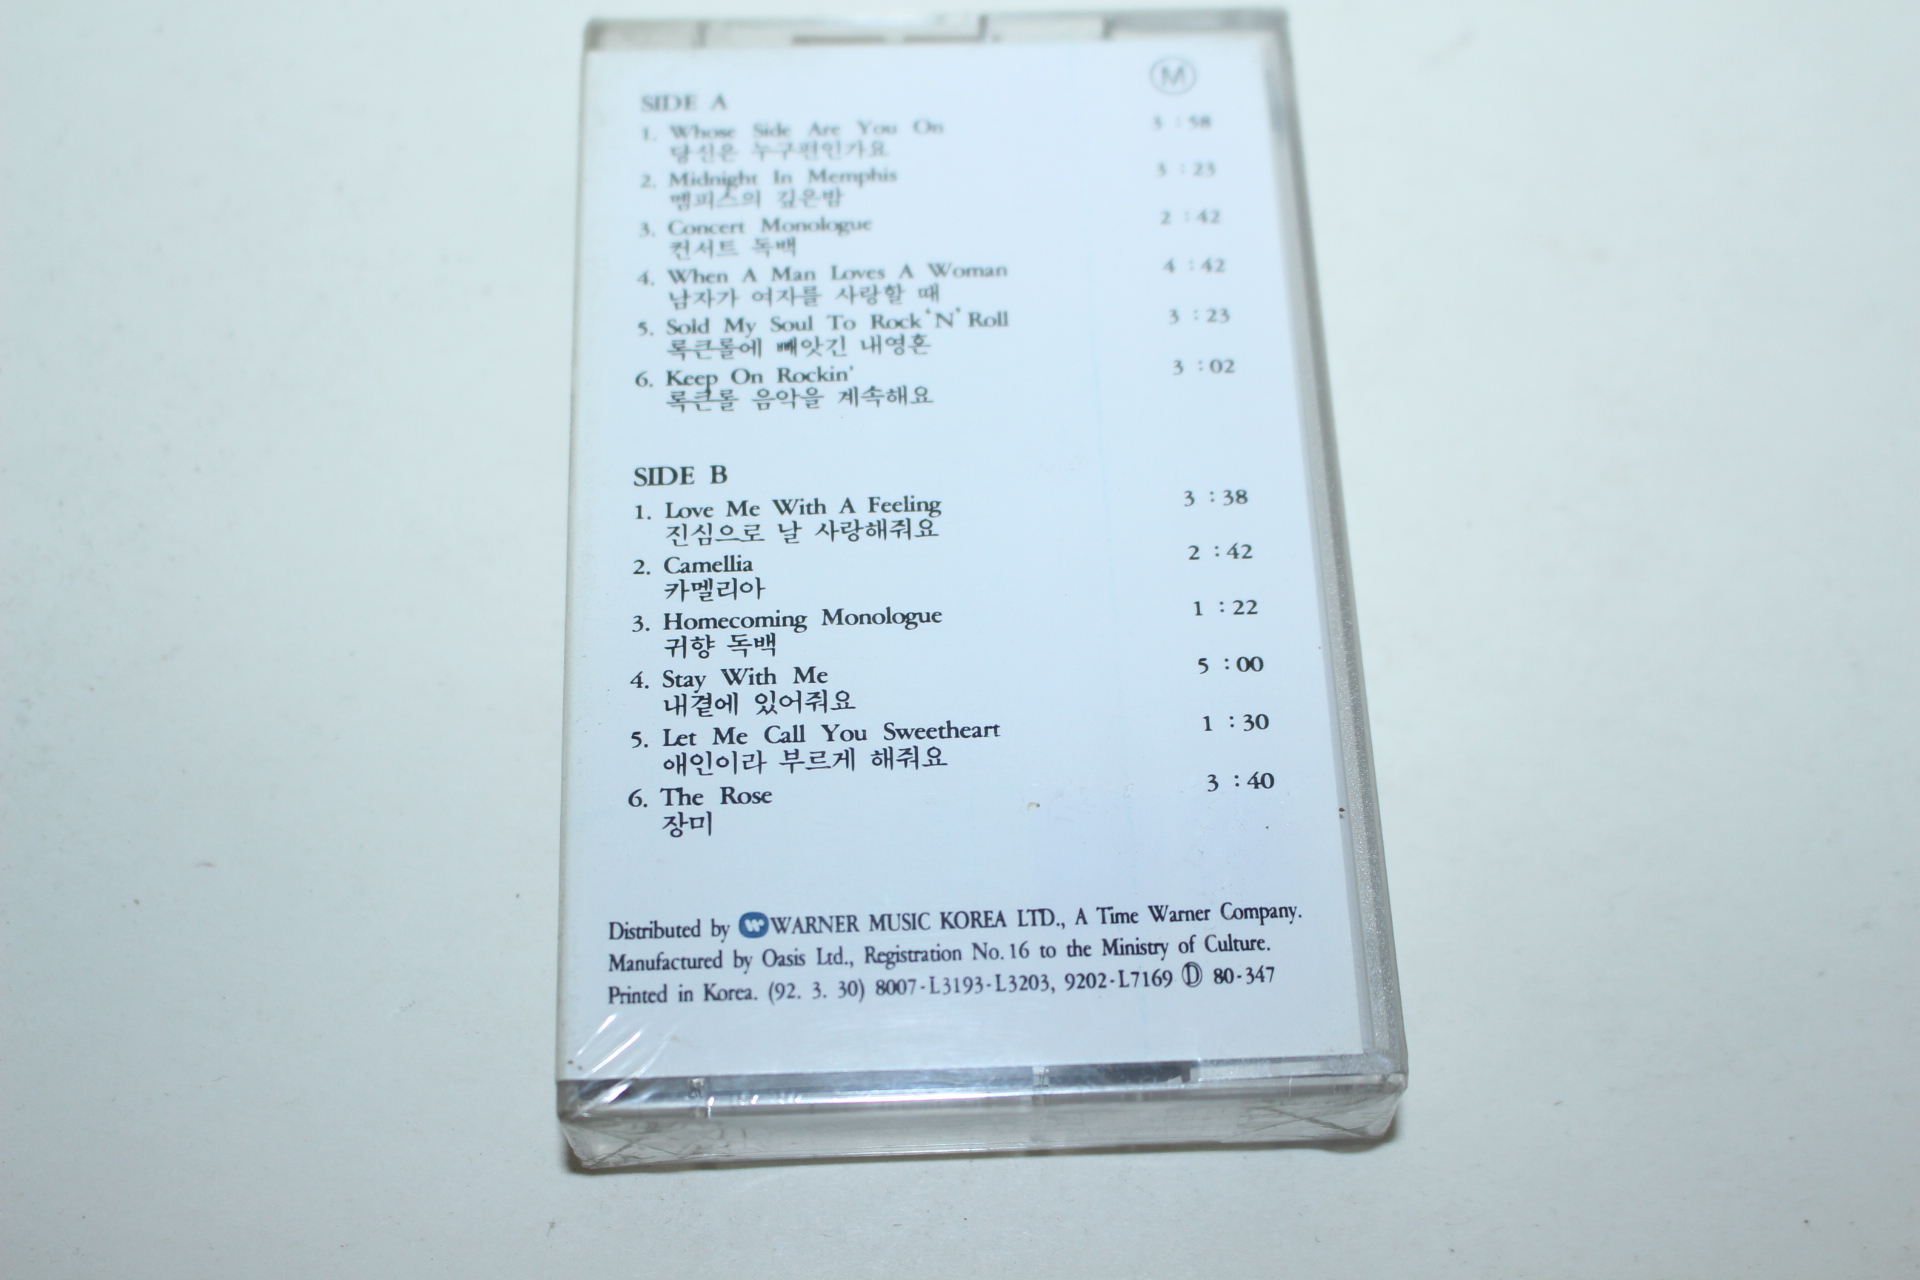 Ⓜ
SIDE A
1. Whose Side Are You On 3 : 58
당신은 누구편인가요
2. Midnight In Memphis 3 : 23
멤피스의 깊은밤
3. Concert Monologue 2 : 42
컨서트 독백
4. When A Man Loves A Woman 4 : 42
남자가 여자를 사랑할 때
5. Sold My Soul To Rock'N' Roll 3 : 23
록큰롤에 빼앗긴 내영혼
6. Keep On Rockin' 3 : 02
록큰롤 음악을 계속해요
SIDE B
1. Love Me With A Feeling 3 : 38
진심으로 날 사랑해줘요
2. Camellia 2 : 42
카멜리아
3. Homecoming Monologue 1 : 22
귀향 독백
4. Stay With Me 5 : 00
내곁에 있어줘요
5. Let Me Call You Sweetheart 1 : 30
애인이라 부르게 해줘요
6. The Rose 3 : 40
장미
Distributed by WARNER MUSIC KOREA LTD., A Time Warner Company.
Manufactured by Oasis Ltd., Registration No. 16 to the Ministry of Culture.
Printed in Korea. (92. 3. 30) 8007-L3193-L3203, 9202-L7169 Ⓓ 80-347